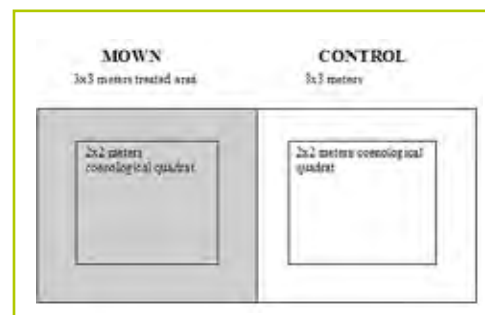 MOWN
3x3 meters treated area
CONTROL
3x3 meters
2x2 meters
coenological quadrat
2x2 meters coenological
quadrat